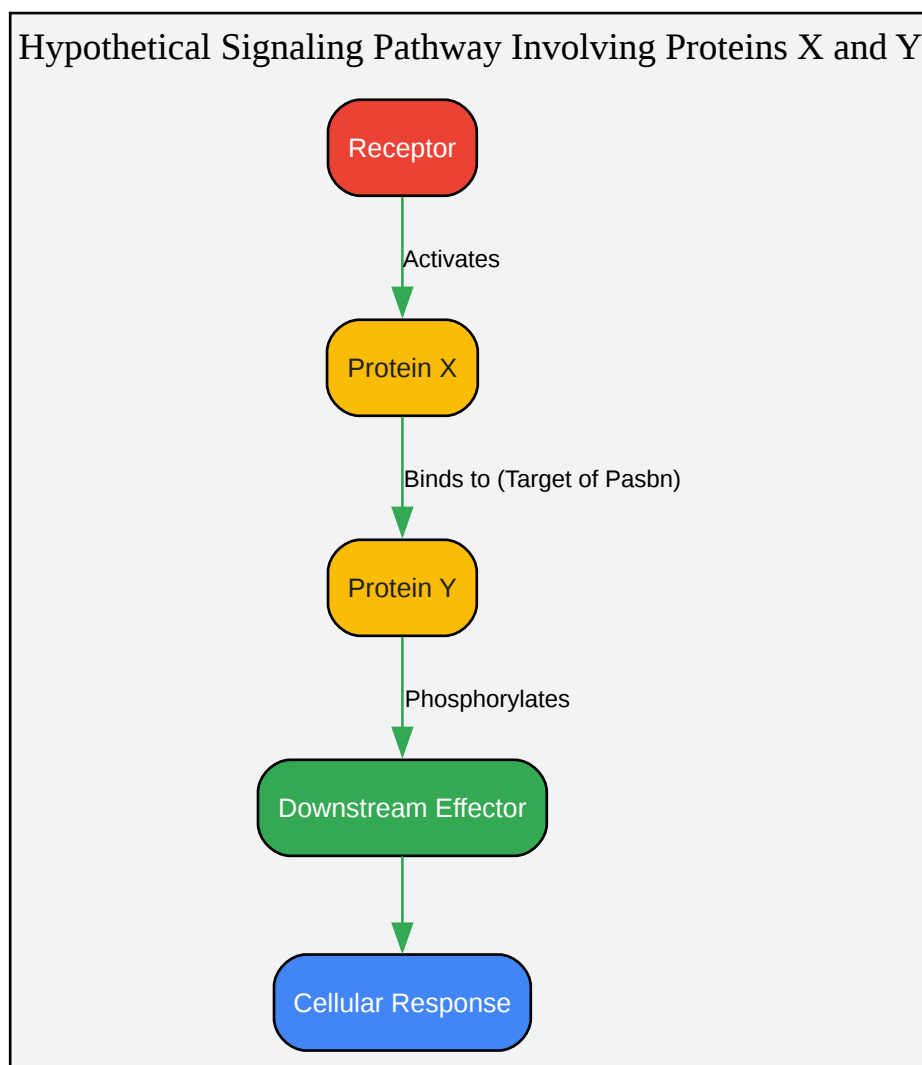 Hypothetical Signaling Pathway Involving Proteins X and Y
Receptor
Activates
Protein X
Binds to (Target of Pasbn)
Protein Y
Phosphorylates
Downstream Effector
Cellular Response